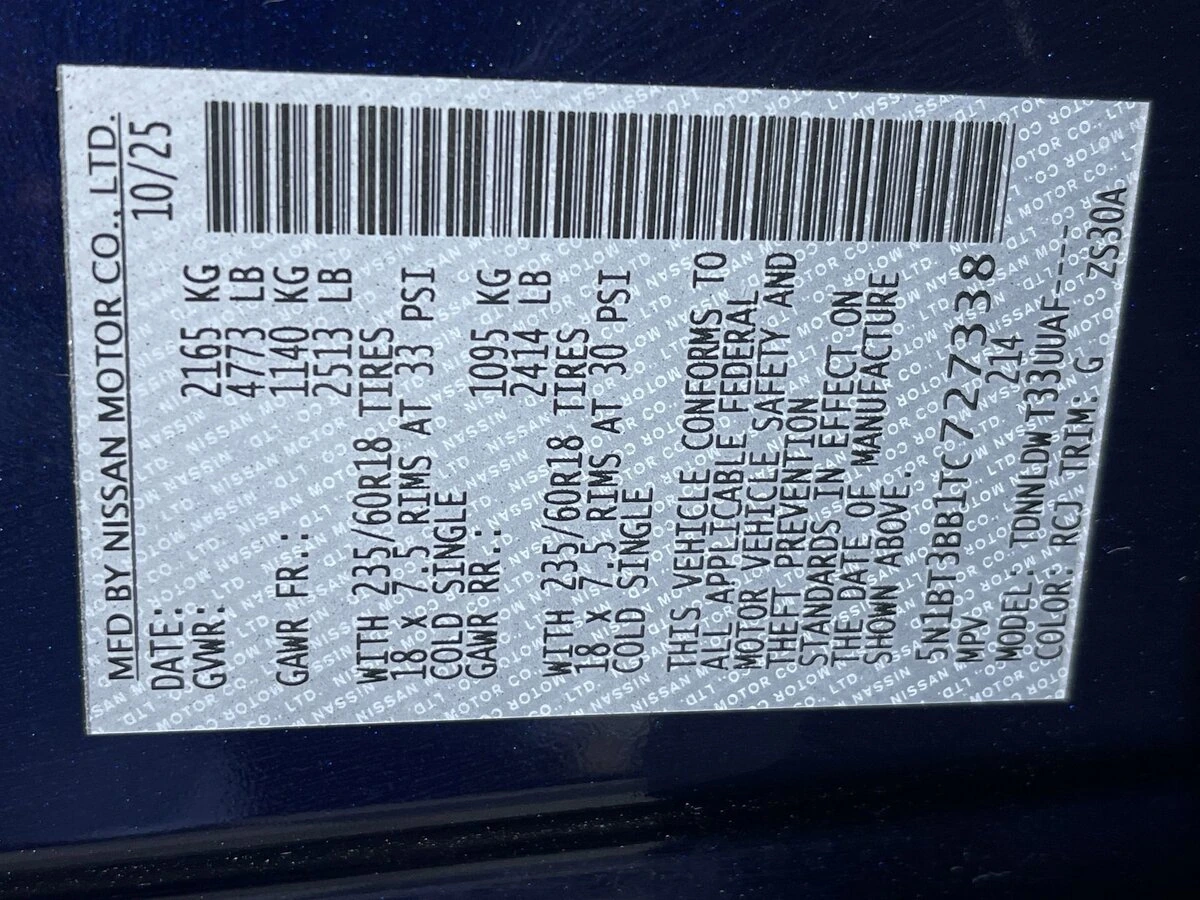 MFD BY NISSAN MOTOR CO., LTD.
DATE: 10/25
GVWR: 2165 KG
4773 LB
GAWR FR.: 1140 KG
2513 LB
WITH 235/60R18 TIRES
18 x 7.5 RIMS AT 33 PSI
COLD SINGLE
GAWR RR.: 1095 KG
2414 LB
WITH 235/60R18 TIRES
18 x 7.5 RIMS AT 30 PSI
COLD SINGLE
THIS VEHICLE CONFORMS TO
ALL APPLICABLE FEDERAL
MOTOR VEHICLE SAFETY AND
THEFT PREVENTION
STANDARDS IN EFFECT ON
THE DATE OF MANUFACTURE
SHOWN ABOVE.
5N1BT3BB1TC727338
MPV 214
MODEL: TDNNLDW T33UUAF----
COLOR: RCJ TRIM: G ZS30A